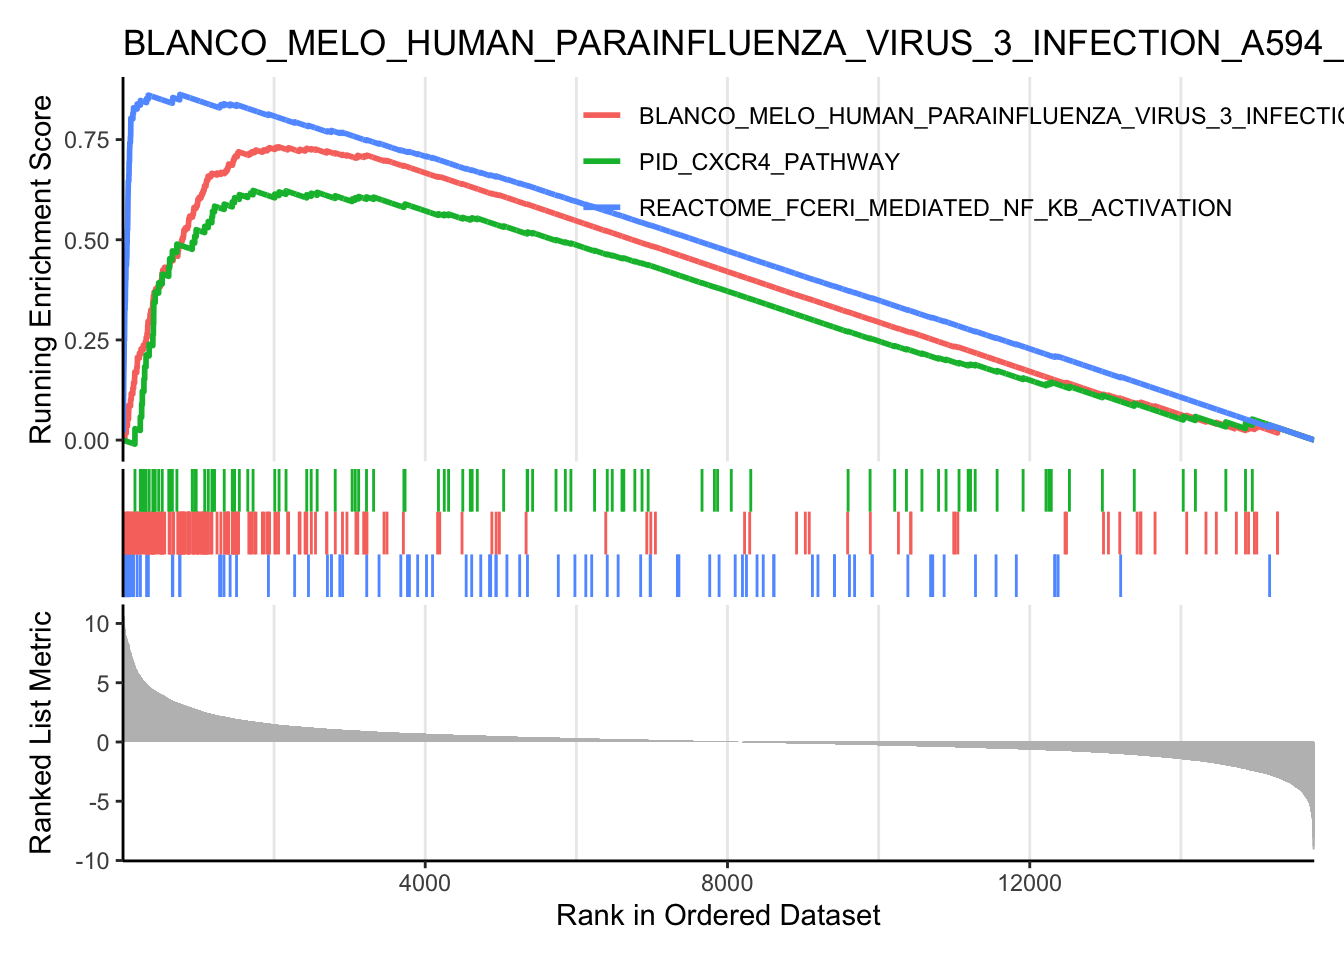 BLANCO_MELO_HUMAN_PARAINFLUENZA_VIRUS_3_INFECTION_A594_
Running Enrichment Score
0.75
0.50
0.25
0.00
BLANCO_MELO_HUMAN_PARAINFLUENZA_VIRUS_3_INFECTIO
PID_CXCR4_PATHWAY
REACTOME_FCERI_MEDIATED_NF_KB_ACTIVATION
Ranked List Metric
10
5
0
-5
-10
4000 8000 12000
Rank in Ordered Dataset